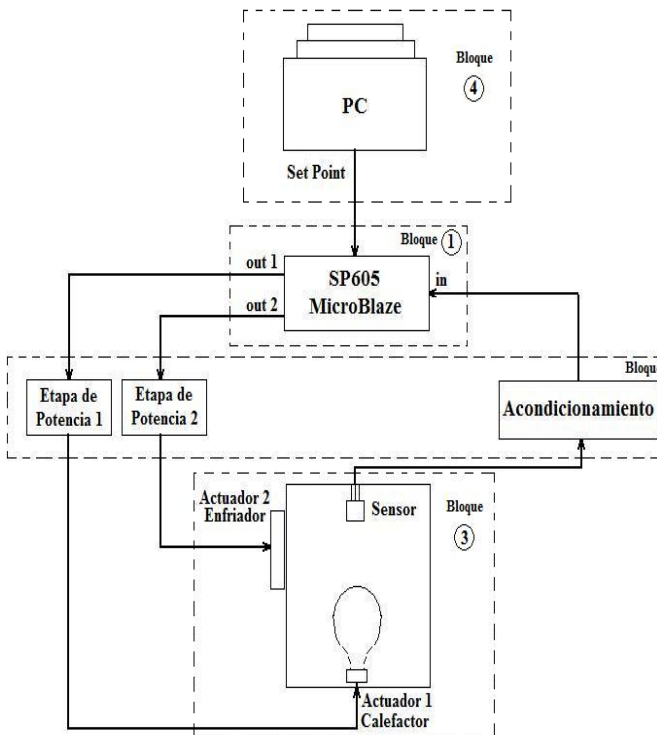 Bloque
4
PC
Set Point
Bloque 1
out 1
SP605
MicroBlaze
in
out 2
Bloque
Etapa de
Potencia 1
Etapa de
Potencia 2
Acondicionamiento
Actuador 2
Enfriador
Sensor
Bloque
3
Actuador 1
Calefactor